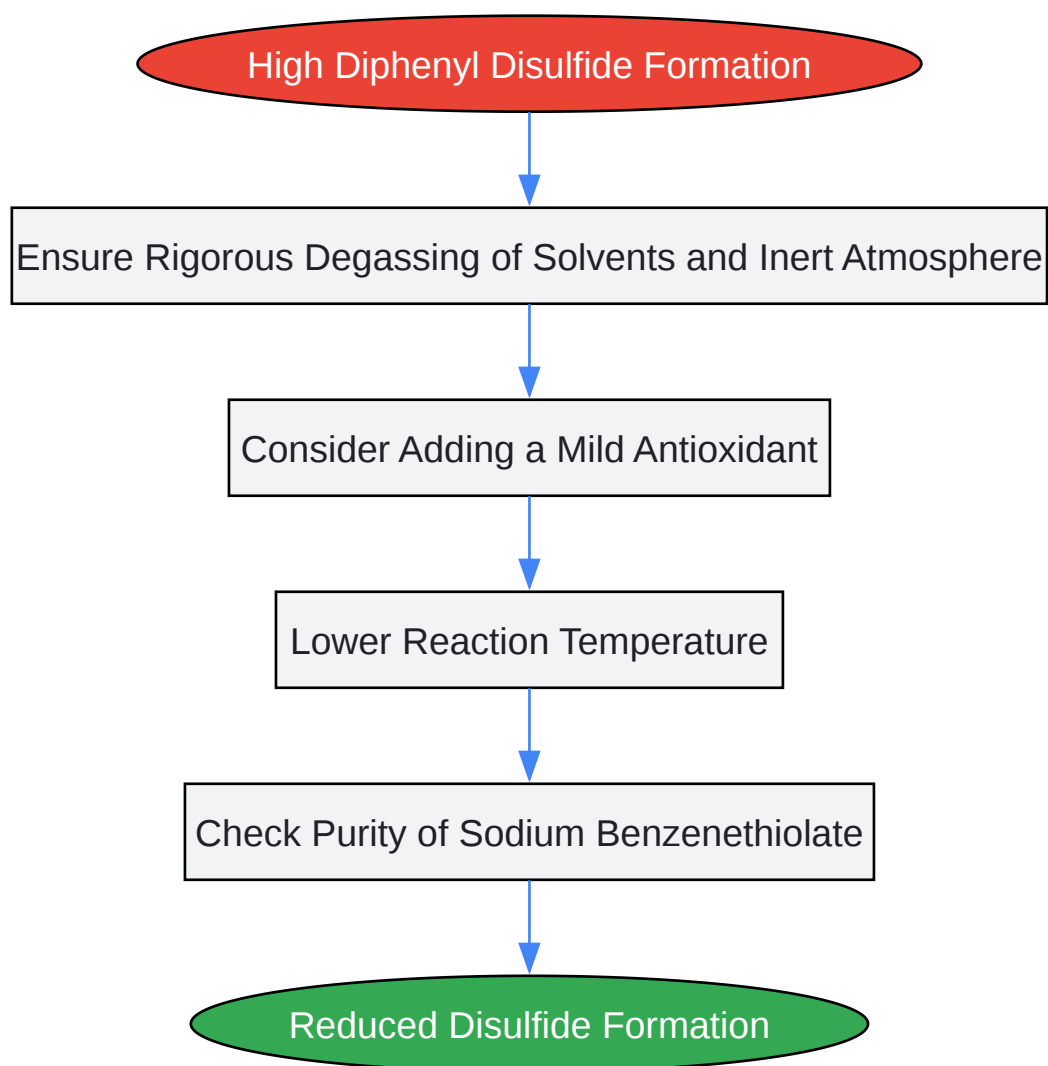 High Diphenyl Disulfide Formation
Ensure Rigorous Degassing of Solvents and Inert Atmosphere
Consider Adding a Mild Antioxidant
Lower Reaction Temperature
Check Purity of Sodium Benzenethiolate
Reduced Disulfide Formation